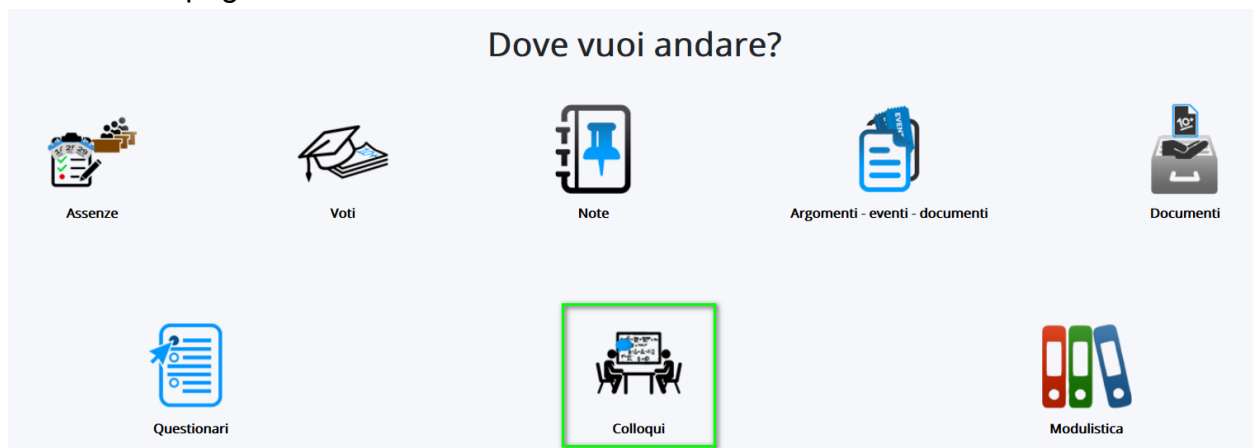 Dove vuoi andare?
Assenze
Voti
Note
Argomenti - eventi - documenti
Documenti
Questionari
Colloqui
Modulistica